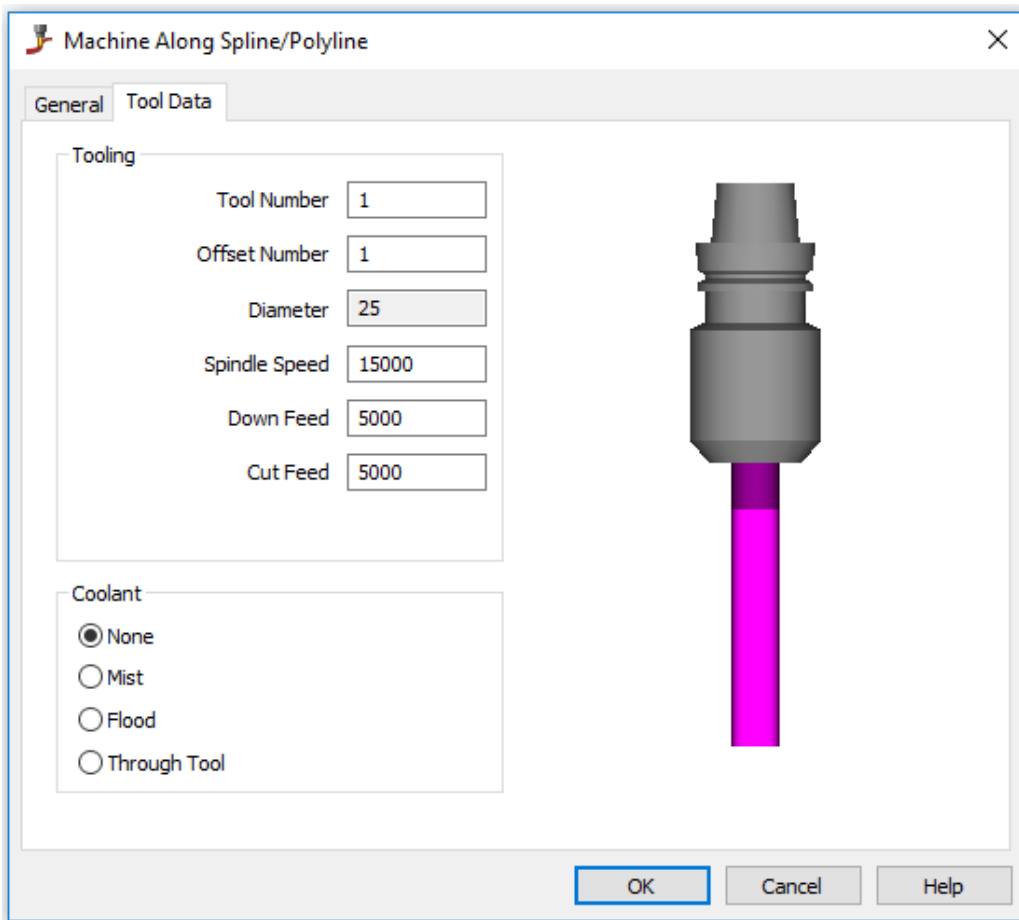 Machine Along Spline/Polyline
General Tool Data
Tooling
Tool Number 1
Offset Number 1
Diameter 25
Spindle Speed 15000
Down Feed 5000
Cut Feed 5000
Coolant
None
Mist
Flood
Through Tool
OK Cancel Help